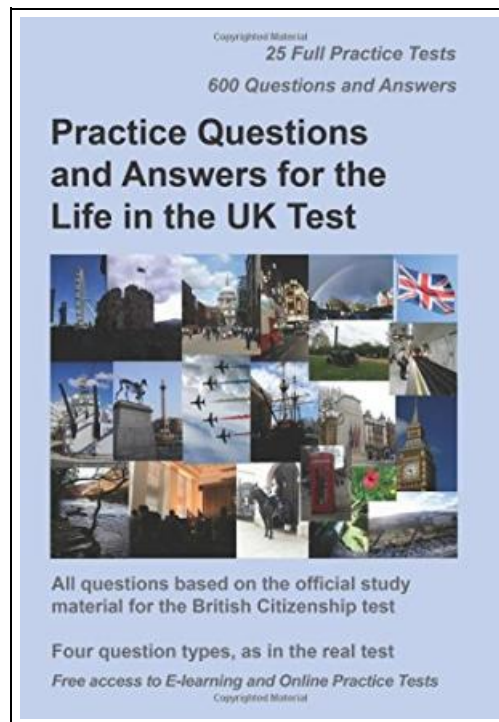 Copyrighted Material
25 Full Practice Tests
600 Questions and Answers
Practice Questions
and Answers for the
Life in the UK Test
All questions based on the official study
material for the British Citizenship test
Four question types, as in the real test
Free access to E-learning and Online Practice Tests
Copyrighted Material